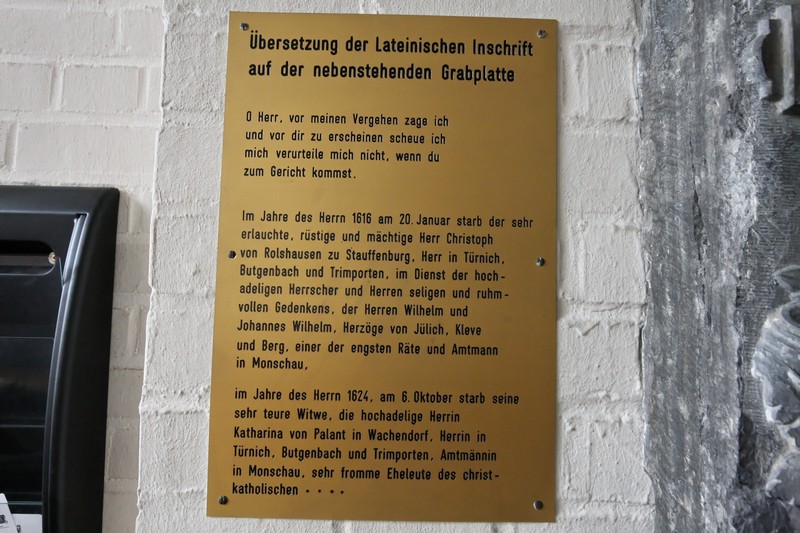 Übersetzung der Lateinischen Inschrift
auf der nebenstehenden Grabplatte
O Herr, vor meinen Vergehen zage ich
und vor dir zu erscheinen scheue ich
mich verurteile mich nicht, wenn du
zum Gericht kommst.
Im Jahre des Herrn 1616 am 20. Januar starb der sehr
erlauchte, rüstige und mächtige Herr Christoph
von Rolshausen zu Stauffenburg, Herr in Türnich,
Butgenbach und Trimporten, im Dienst der hoch-
adeligen Herrscher und Herren seligen und ruhm-
vollen Gedenkens, der Herren Wilhelm und
Johannes Wilhelm, Herzöge von Jülich, Kleve
und Berg, einer der engsten Räte und Amtmann
in Monschau,
im Jahre des Herrn 1624, am 6. Oktober starb seine
sehr teure Witwe, die hochadelige Herrin
Katharina von Palant in Wachendorf, Herrin in
Türnich, Butgenbach und Trimporten, Amtmännin
in Monschau, sehr fromme Eheleute des christ-
katholischen . . . .